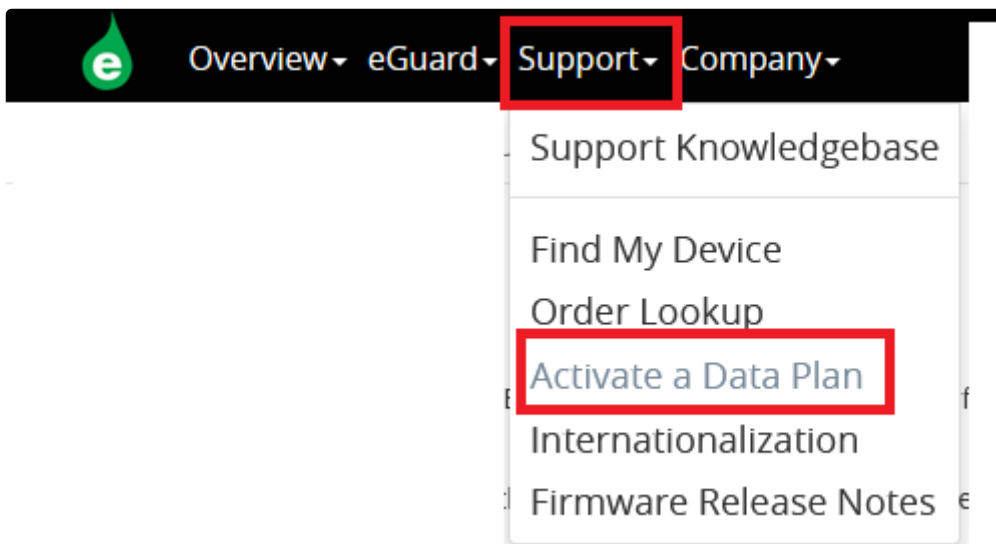 e Overview eGuard Support Company
Support Knowledgebase
Find My Device
Order Lookup
Activate a Data Plan
Internationalization
Firmware Release Notes